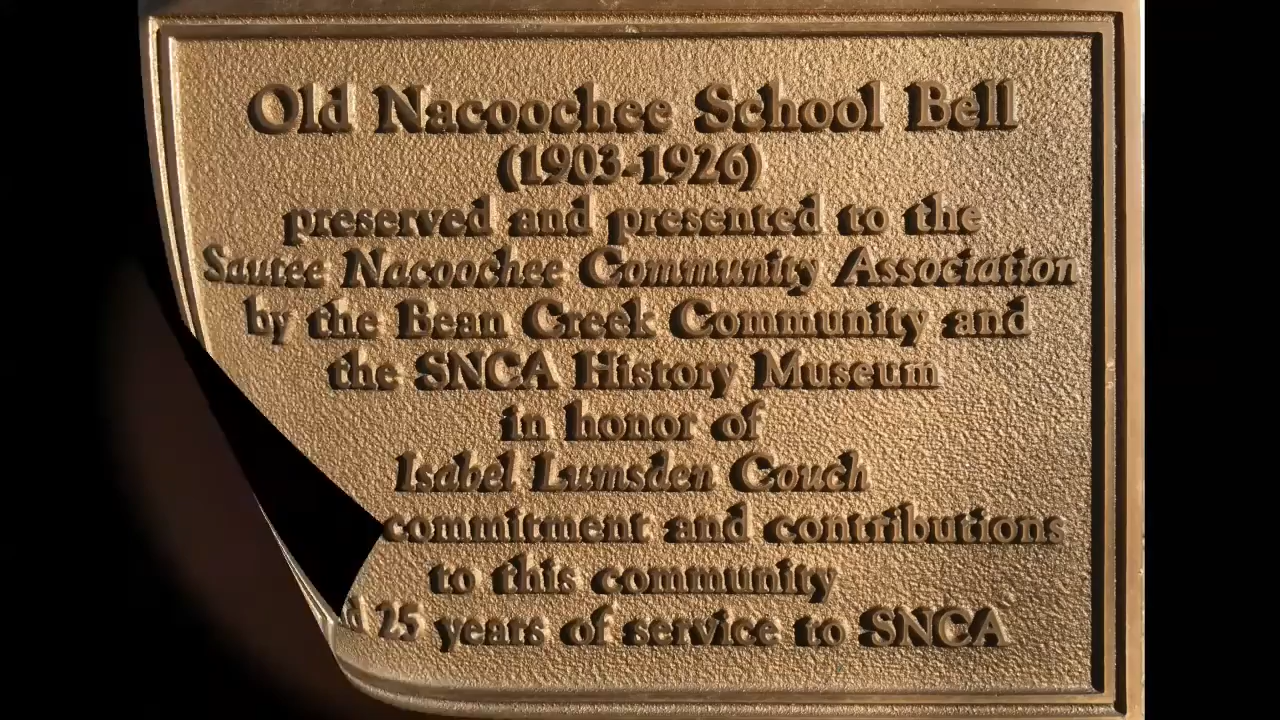 Old Nacoochee School Bell
(1903-1926)
preserved and presented to the
Sautee Nacoochee Community Association
by the Bean Creek Community and
the SNCA History Museum
in honor of
Isabel Lumsden Couch
commitment and contributions
to this community
25 years of service to SNCA